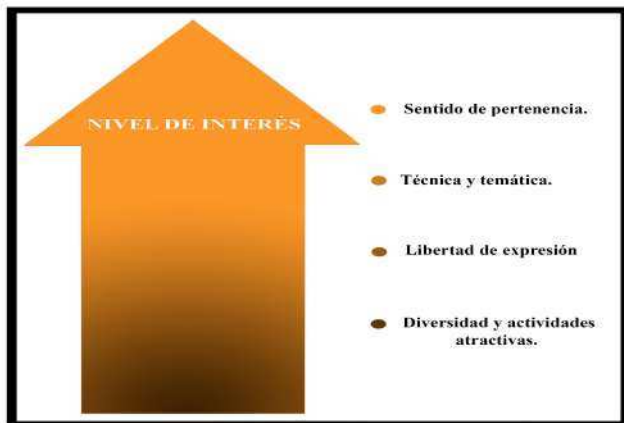 NIVEL DE INTERÉS
Sentido de pertenencia.
Técnica y temática.
Libertad de expresión
Diversidad y actividades
atractivas.